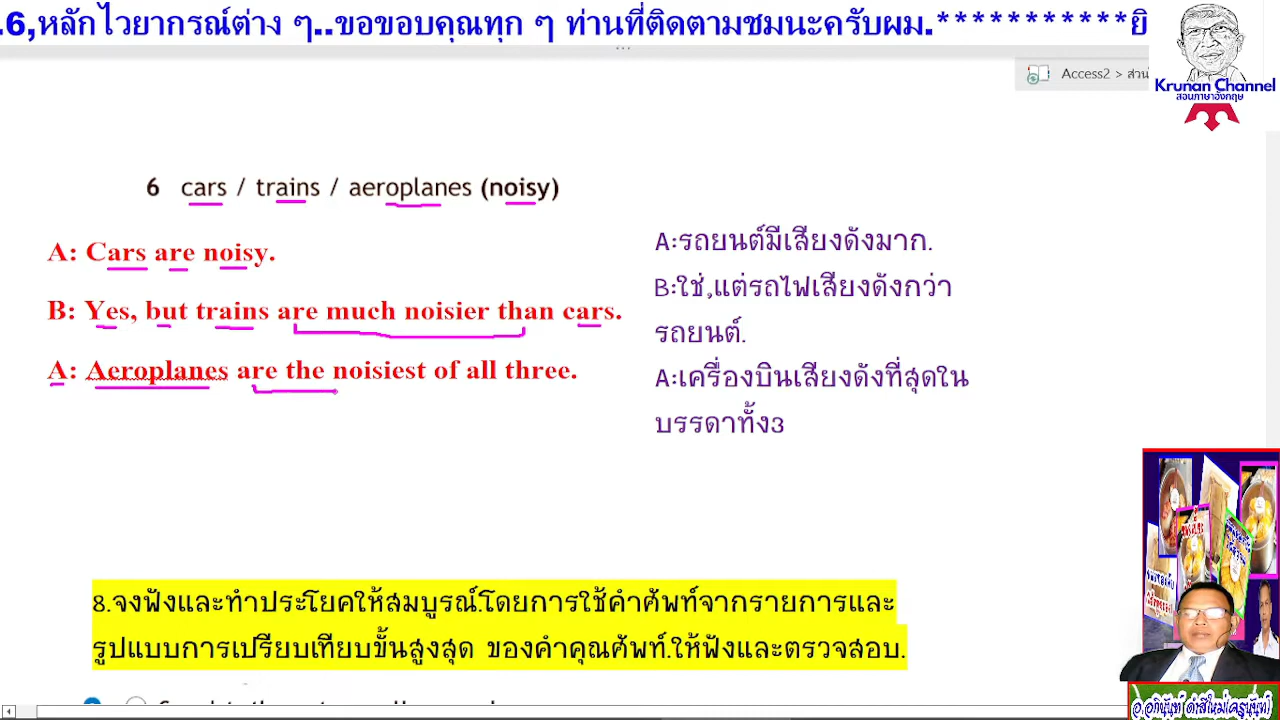 .6,หลักไวยากรณ์ต่าง ๆ..ขอขอบคุณทุก ๆ ท่านที่ติดตามชมนะครับผม.***********ยิ
Access2 > ส่วน
Krunan Channel
สอนภาษาอังกฤษ
6 cars / trains / aeroplanes (noisy)
A: Cars are noisy.
B: Yes, but trains are much noisier than cars.
A: Aeroplanes are the noisiest of all three.
A:รถยนต์มีเสียงดังมาก.
B:ใช่,แต่รถไฟเสียงดังกว่า
รถยนต์.
A:เครื่องบินเสียงดังที่สุดใน
บรรดาทั้ง3
8.จงฟังและทำประโยคให้สมบูรณ์.โดยการใช้คำศัพท์จากรายการและ
รูปแบบการเปรียบเทียบขั้นสูงสุด ของคำคุณศัพท์.ให้ฟังและตรวจสอบ.